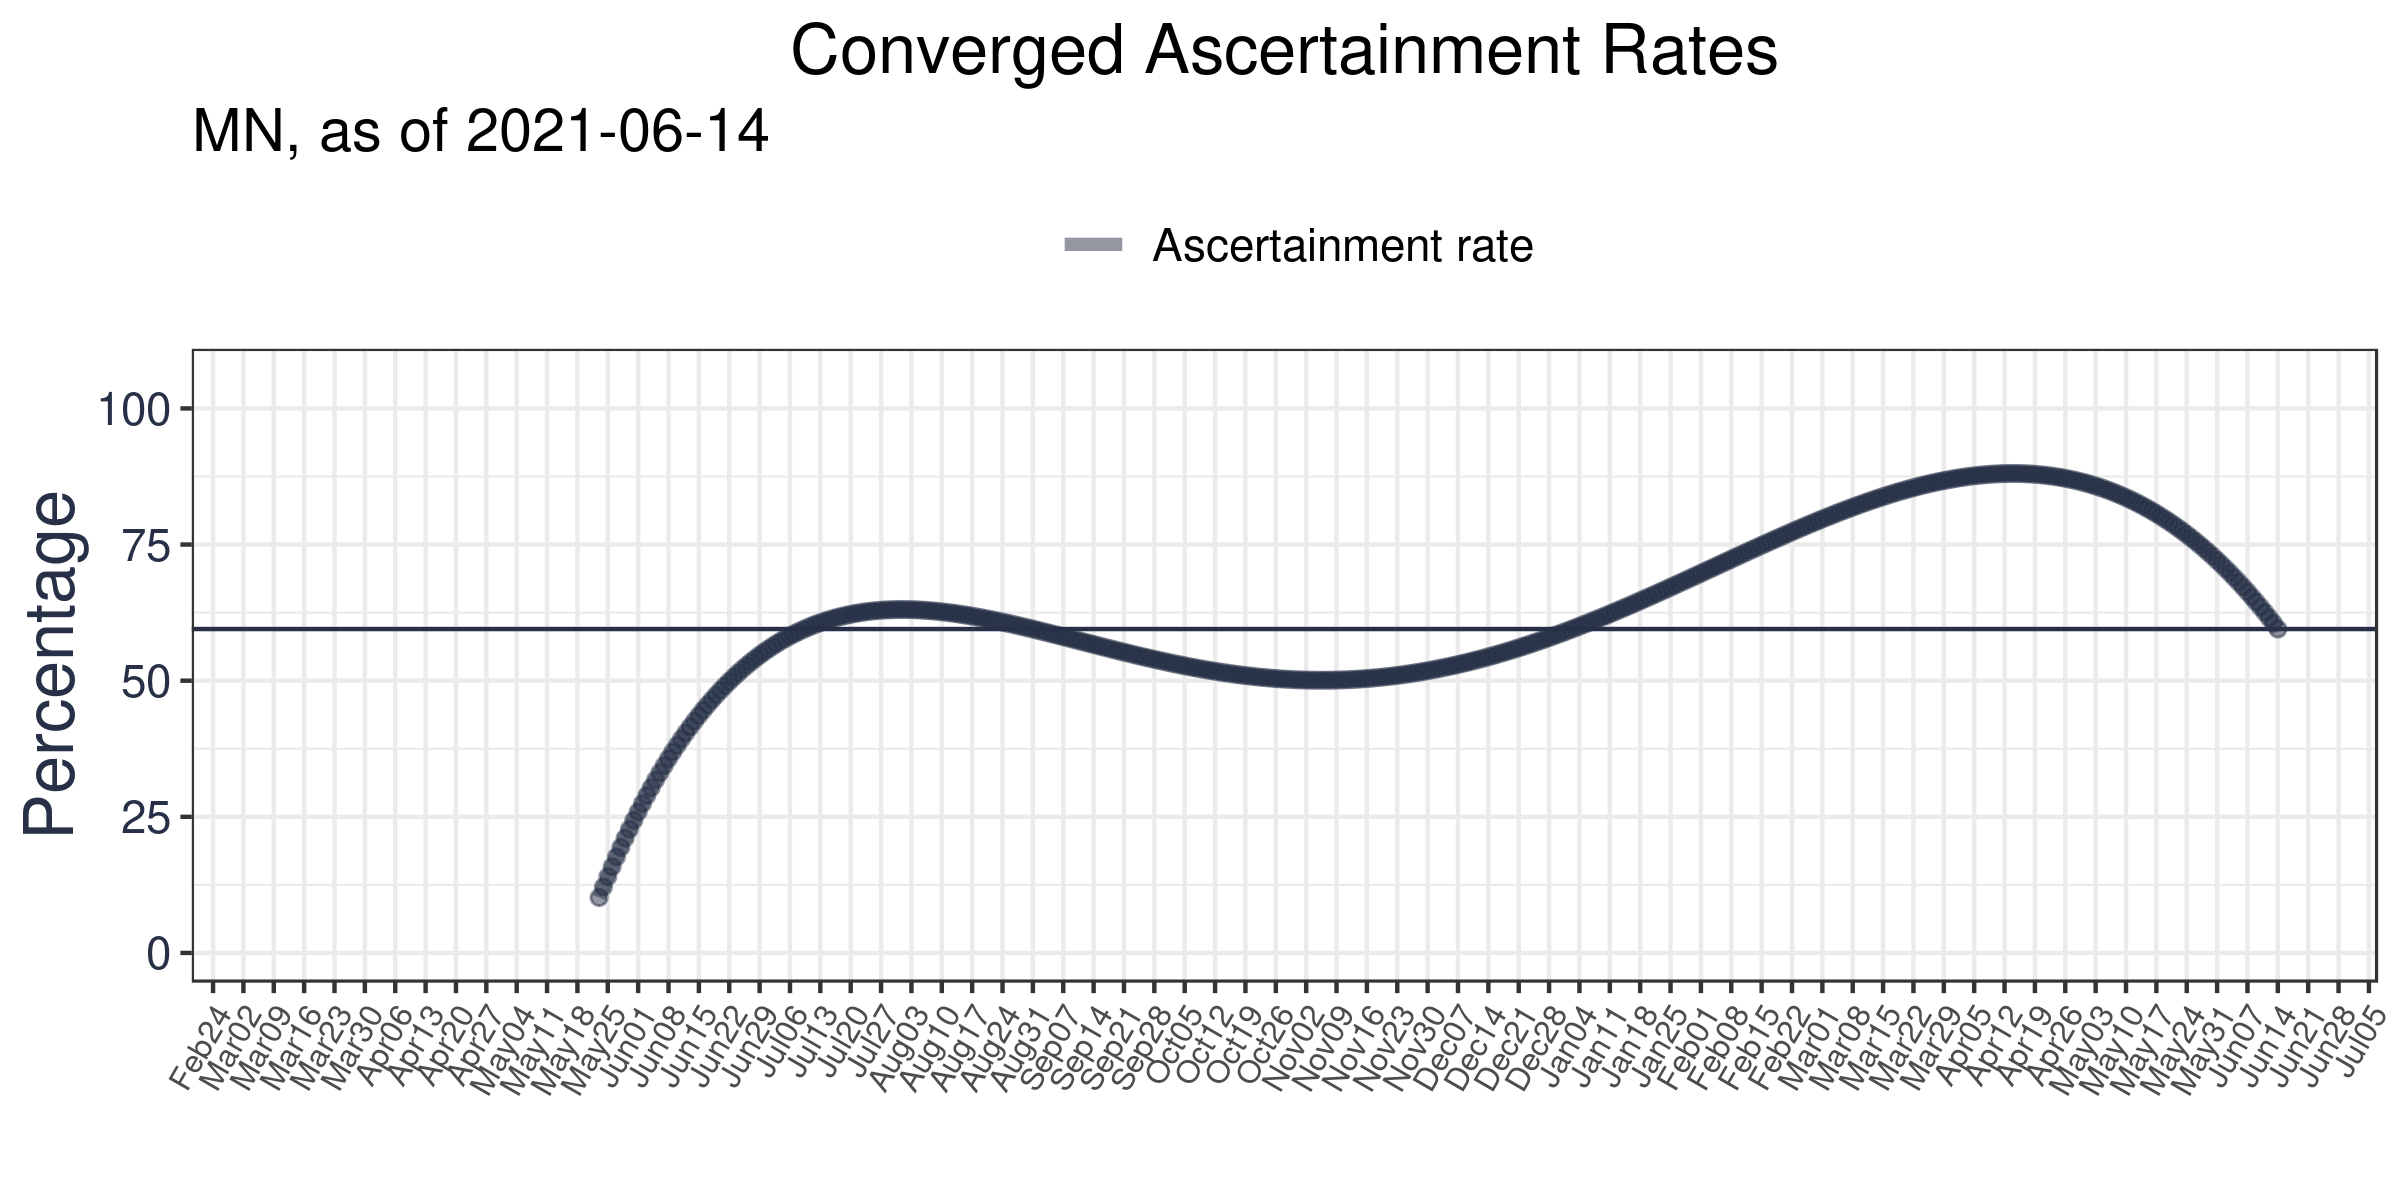 Converged Ascertainment Rates
MN, as of 2021-06-14
Ascertainment rate
Percentage
100
75
50
25
0
Feb24
Mar02
Mar09
Mar16
Mar23
Mar30
Apr06
Apr13
Apr20
Apr27
May04
May11
May18
May25
Jun01
Jun08
Jun15
Jun22
Jun29
Jul06
Jul13
Jul20
Jul27
Aug03
Aug10
Aug17
Aug24
Aug31
Sep07
Sep14
Sep21
Sep28
Oct05
Oct12
Oct19
Oct26
Nov02
Nov09
Nov16
Nov23
Nov30
Dec07
Dec14
Dec21
Dec28
Jan04
Jan11
Jan18
Jan25
Feb01
Feb08
Feb15
Feb22
Mar01
Mar08
Mar15
Mar22
Mar29
Apr05
Apr12
Apr19
Apr26
May03
May10
May17
May24
May31
Jun07
Jun14
Jun21
Jun28
Jul05